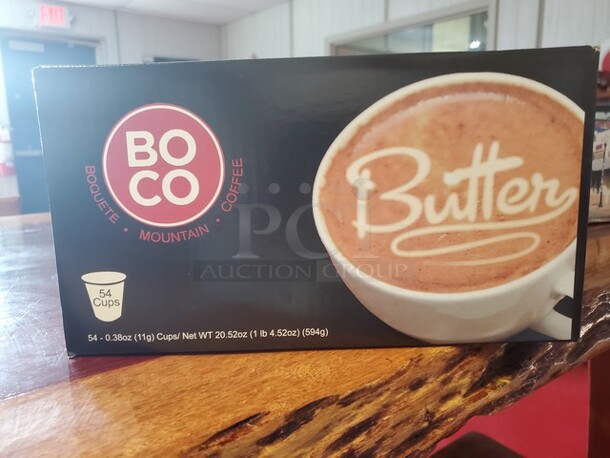 EXIT
BO
CO
BOQUETE • MOUNTAIN • COFFEE
Butter
PCI
AUCTION GROUP
54
Cups
54 - 0.38oz (11g) Cups/ Net WT 20.52oz (1 lb 4.52oz) (594g)